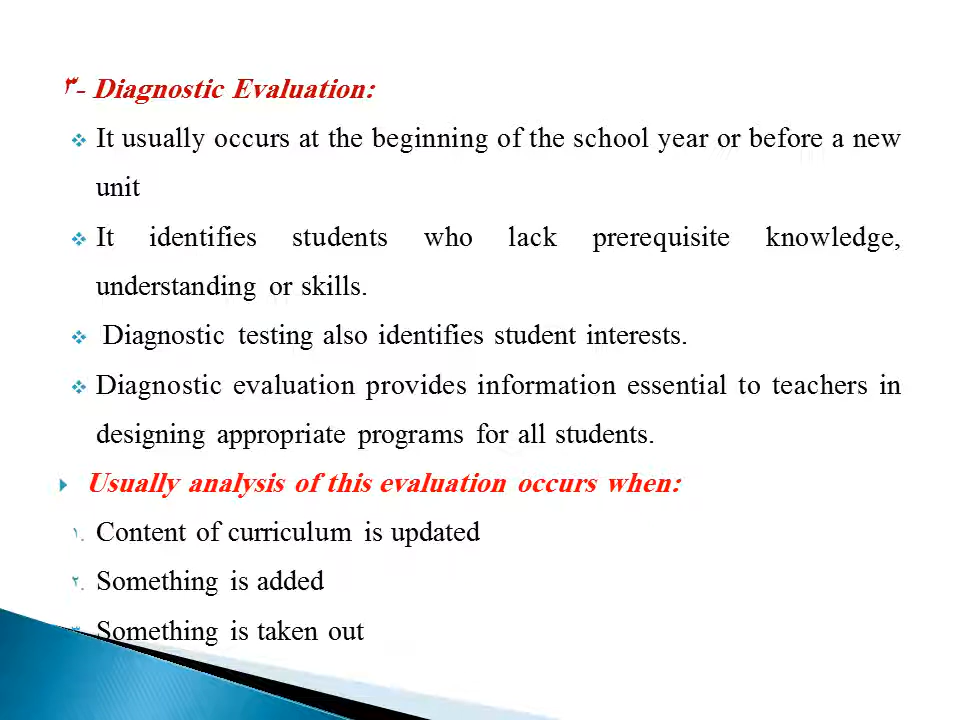 ٣- Diagnostic Evaluation:
❖ It usually occurs at the beginning of the school year or before a new
unit
❖ It identifies students who lack prerequisite knowledge,
understanding or skills.
❖ Diagnostic testing also identifies student interests.
❖ Diagnostic evaluation provides information essential to teachers in
designing appropriate programs for all students.
Usually analysis of this evaluation occurs when:
١. Content of curriculum is updated
٢. Something is added
٣. Something is taken out